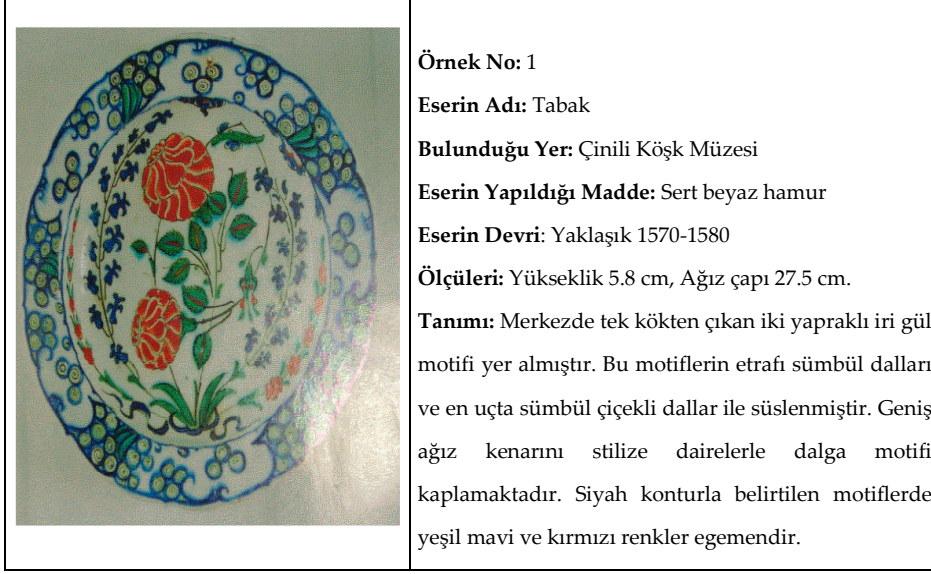 Örnek No: 1
Eserin Adı: Tabak
Bulunduğu Yer: Çinili Köşk Müzesi
Eserin Yapıldığı Madde: Sert beyaz hamur
Eserin Devri: Yaklaşık 1570-1580
Ölçüleri: Yükseklik 5.8 cm, Ağız çapı 27.5 cm.
Tanımı: Merkezde tek kökten çıkan iki yapraklı iri gül
motifi yer almıştır. Bu motiflerin etrafı sümbül dalları
ve en uçta sümbül çiçekli dallar ile süslenmiştir. Geniş
ağız kenarını stilize dairelerle dalga motifi
kaplamaktadır. Siyah konturla belirtilen motiflerde
yeşil mavi ve kırmızı renkler egemendir.